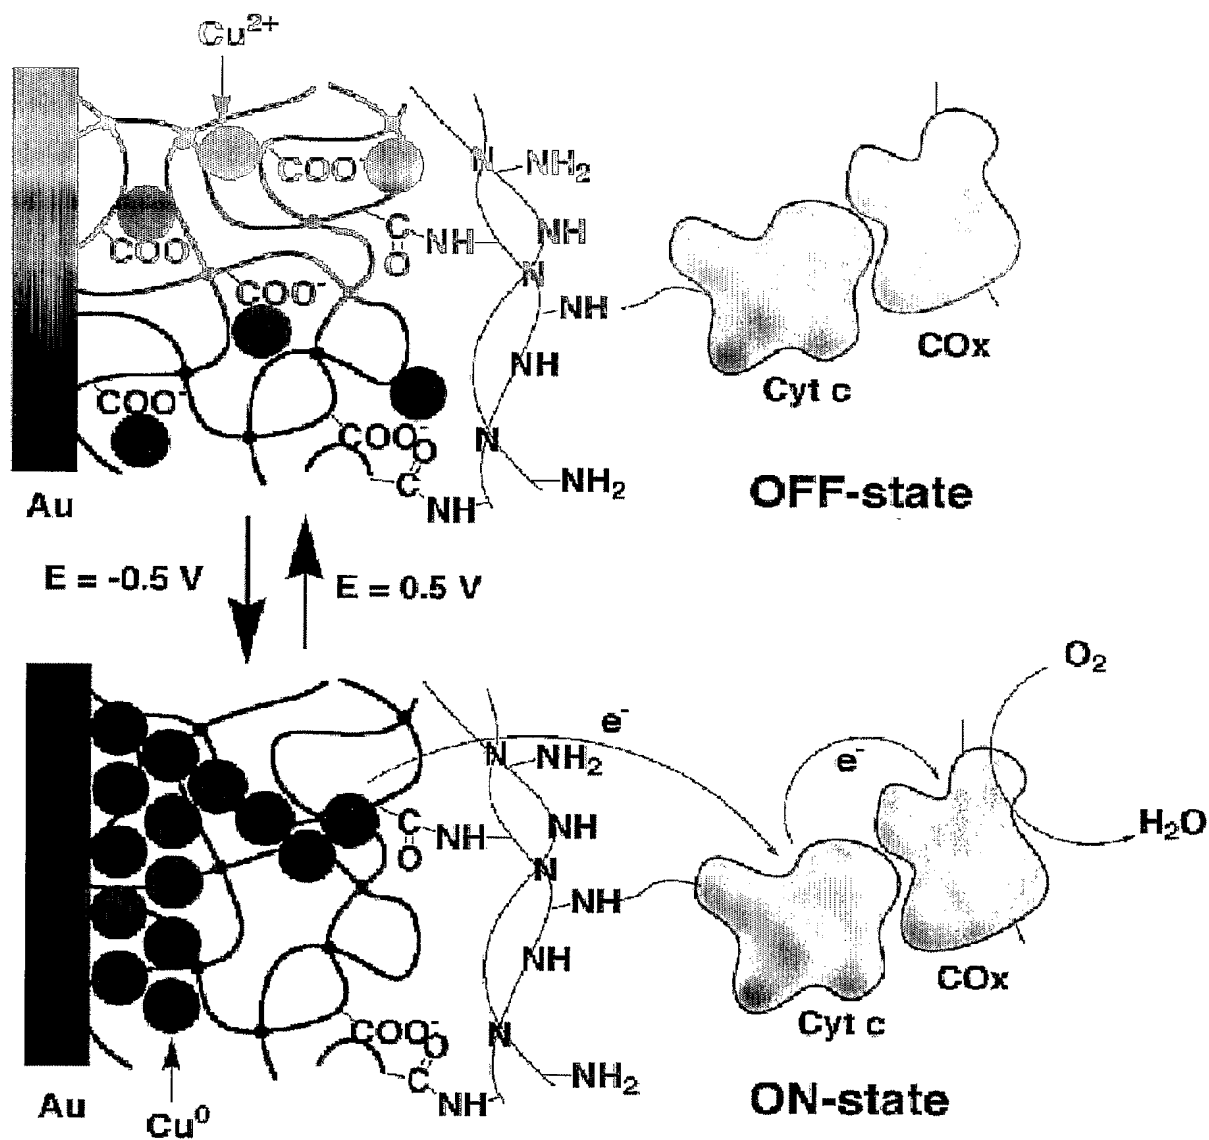 Cu²⁺
N
NH₂
COO⁻
C
O
NH
NH
COO⁻
N
COO⁻
NH
COx
NH
Cyt c
COO⁻
COO⁻
O
N
C
NH₂
NH
OFF-state
Au
E = -0.5 V
E = 0.5 V
O₂
e⁻
N
NH₂
e⁻
C
O
NH
NH
H₂O
N
NH
NH
COx
Cyt c
COO⁻
O
N
C
NH₂
NH
ON-state
Au
Cu⁰